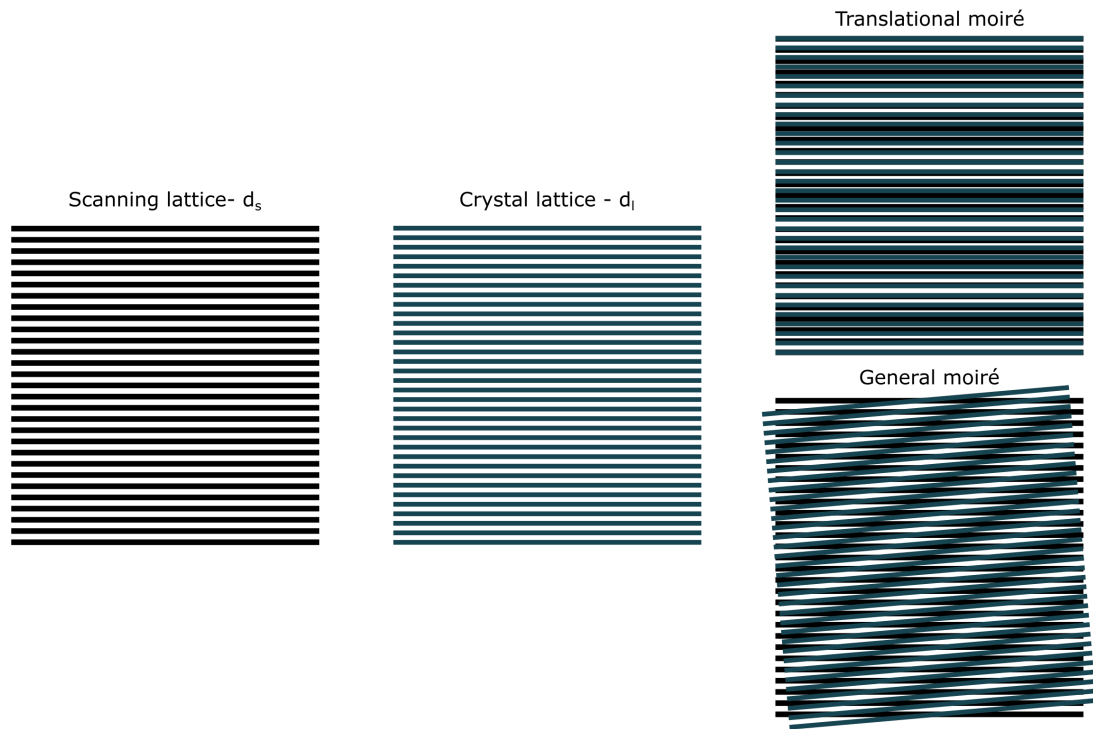 Translational moiré
Scanning lattice- dₛ
Crystal lattice - dₗ
General moiré